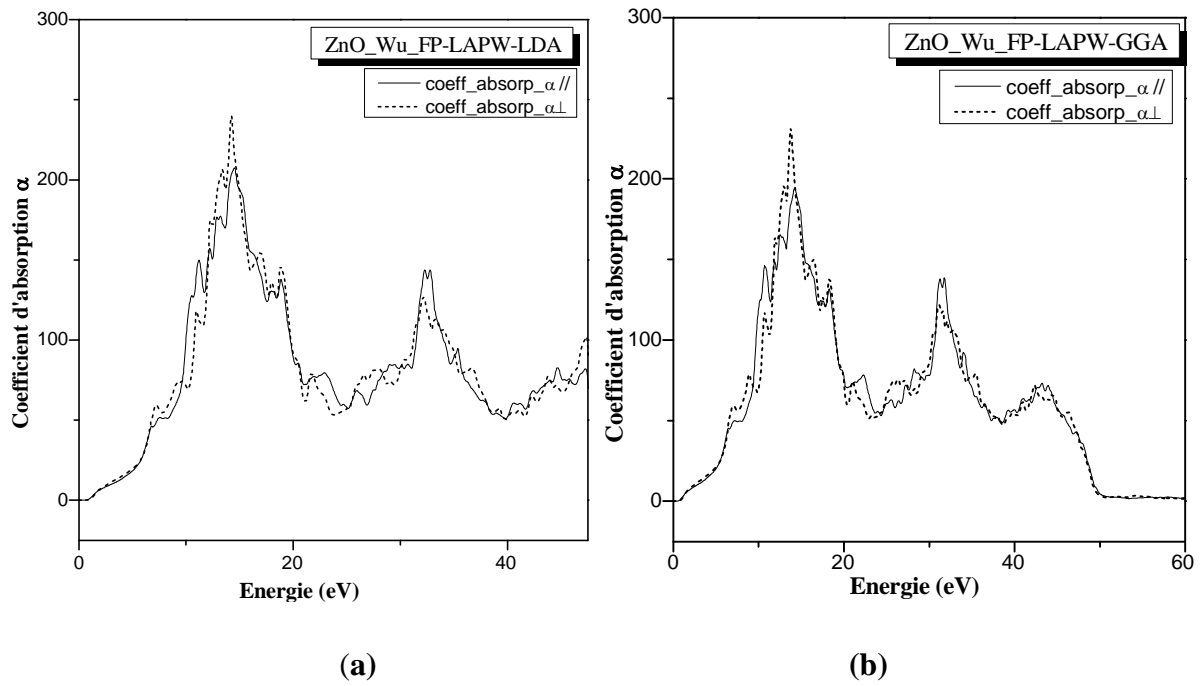 ZnO_Wu_FP-LAPW-LDA
coeff_absorp_α //
coeff_absorp_α⊥
300
200
100
0
Coefficient d'absorption α
0
20
40
Energie (eV)
(a)
ZnO_Wu_FP-LAPW-GGA
coeff_absorp_α //
coeff_absorp_α⊥
300
200
100
0
Coefficient d'absorption α
0
20
40
60
Energie (eV)
(b)